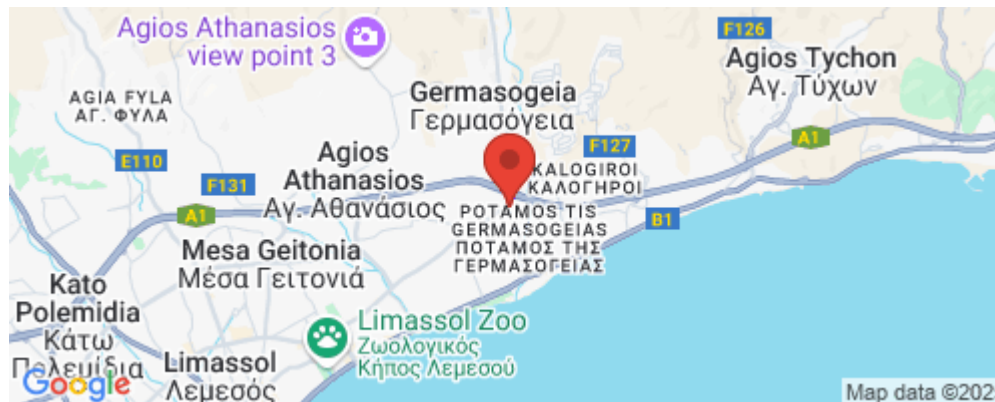 Agios Athanasios
view point 3
F126
Agios Tychon
Αγ. Τύχων
Germasogeia
Γερμασόγεια
AGIA FYLA
ΑΓ. ΦΥΛΑ
A1
E110
F127
Agios
Athanasios
Αγ. Αθανάσιος
KALOGIROI
ΚΑΛΟΓΗΡΟΙ
F131
A1
POTAMOS TIS
GERMASOGEIAS
ΠΟΤΑΜΟΣ ΤΗΣ
ΓΕΡΜΑΣΟΓΕΙΑΣ
B1
Mesa Geitonia
Μέσα Γειτονιά
Kato
Polemidia
Κάτω
Πολεμίδια
Limassol Zoo
Ζωολογικός
Κήπος Λεμεσού
Limassol
Λεμεσός
Google
Map data ©202